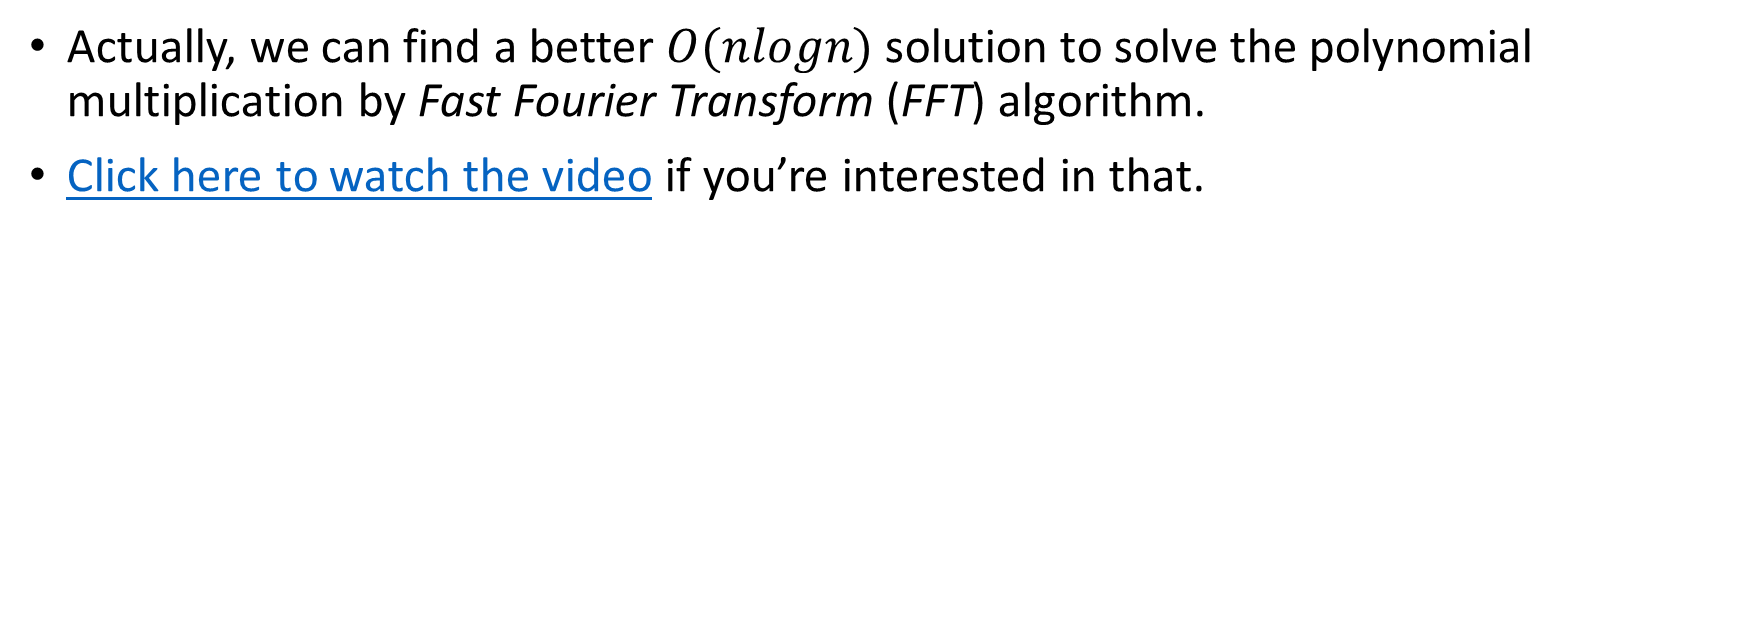 • Actually, we can find a better O(nlogn) solution to solve the polynomial
multiplication by Fast Fourier Transform (FFT) algorithm.
• Click here to watch the video if you’re interested in that.